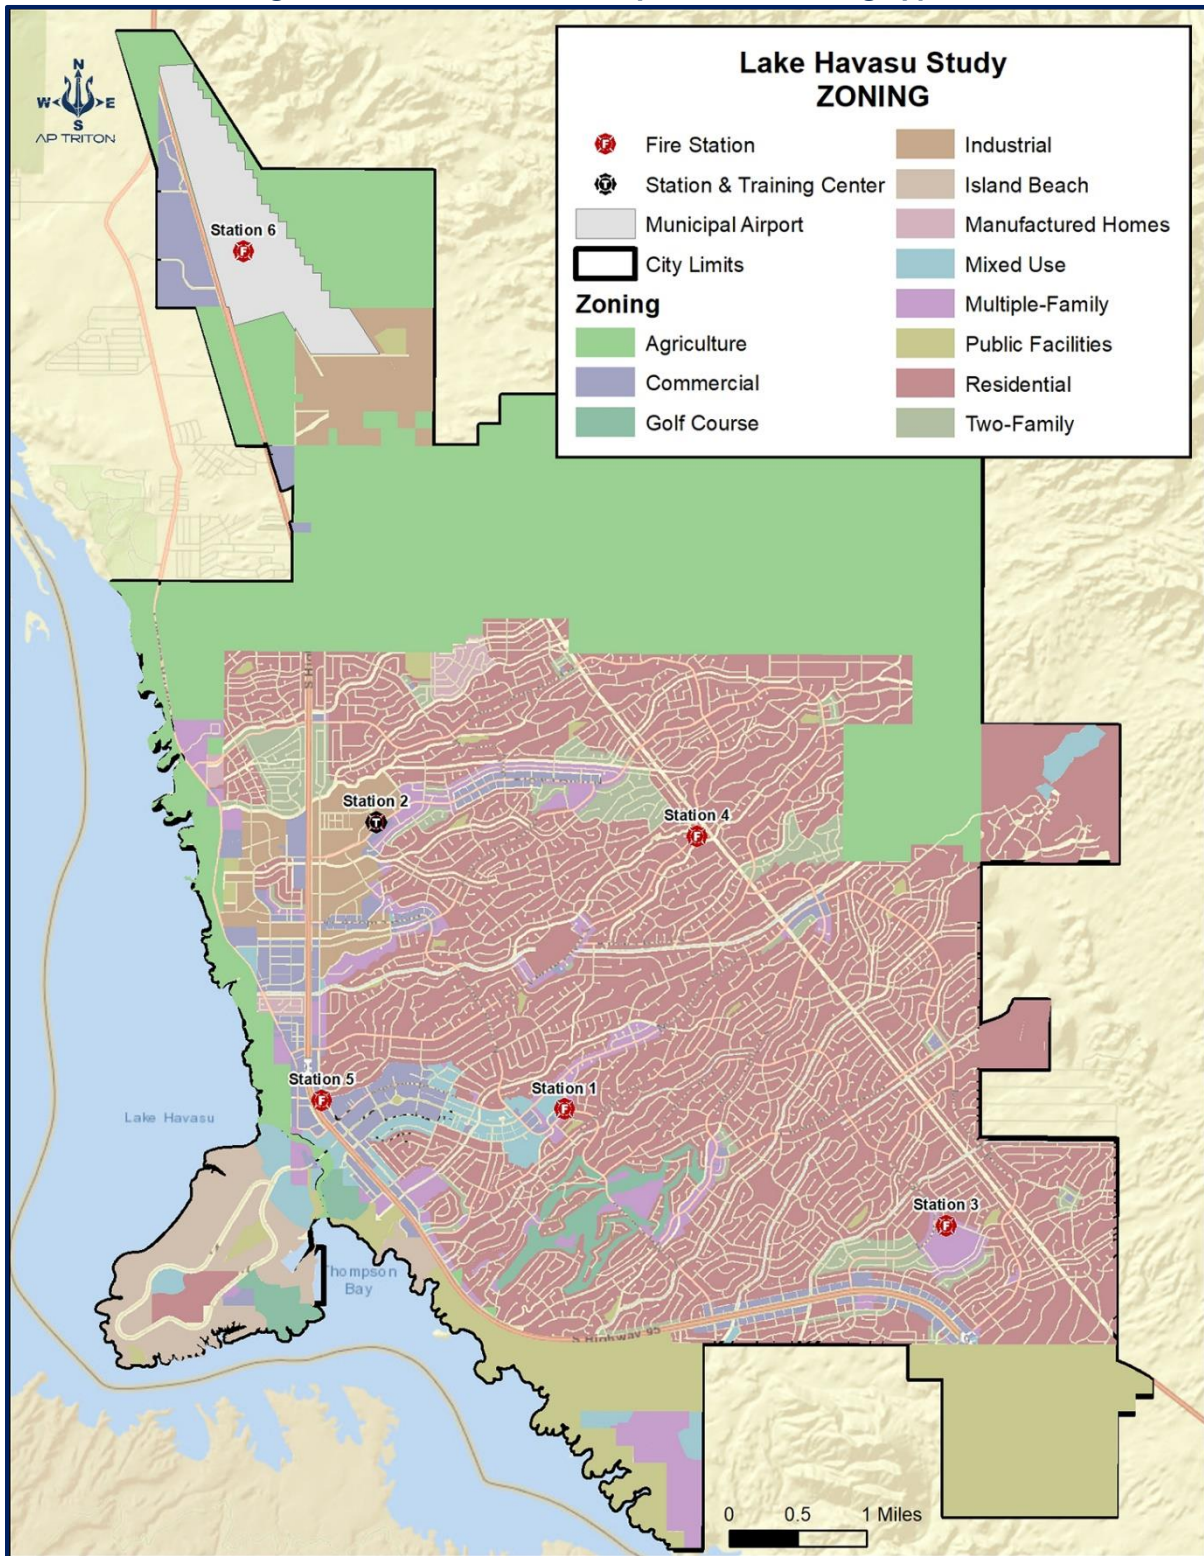 Lake Havasu Study
ZONING
Fire Station
Station & Training Center
Municipal Airport
City Limits
Zoning
Agriculture
Commercial
Golf Course
Industrial
Island Beach
Manufactured Homes
Mixed Use
Multiple-Family
Public Facilities
Residential
Two-Family
N
W E
S
AP TRITON
Station 6
Station 2
Station 4
Station 5
Station 1
Lake Havasu
Station 3
Thompson
Bay
S Highway 95
0 0.5 1 Miles